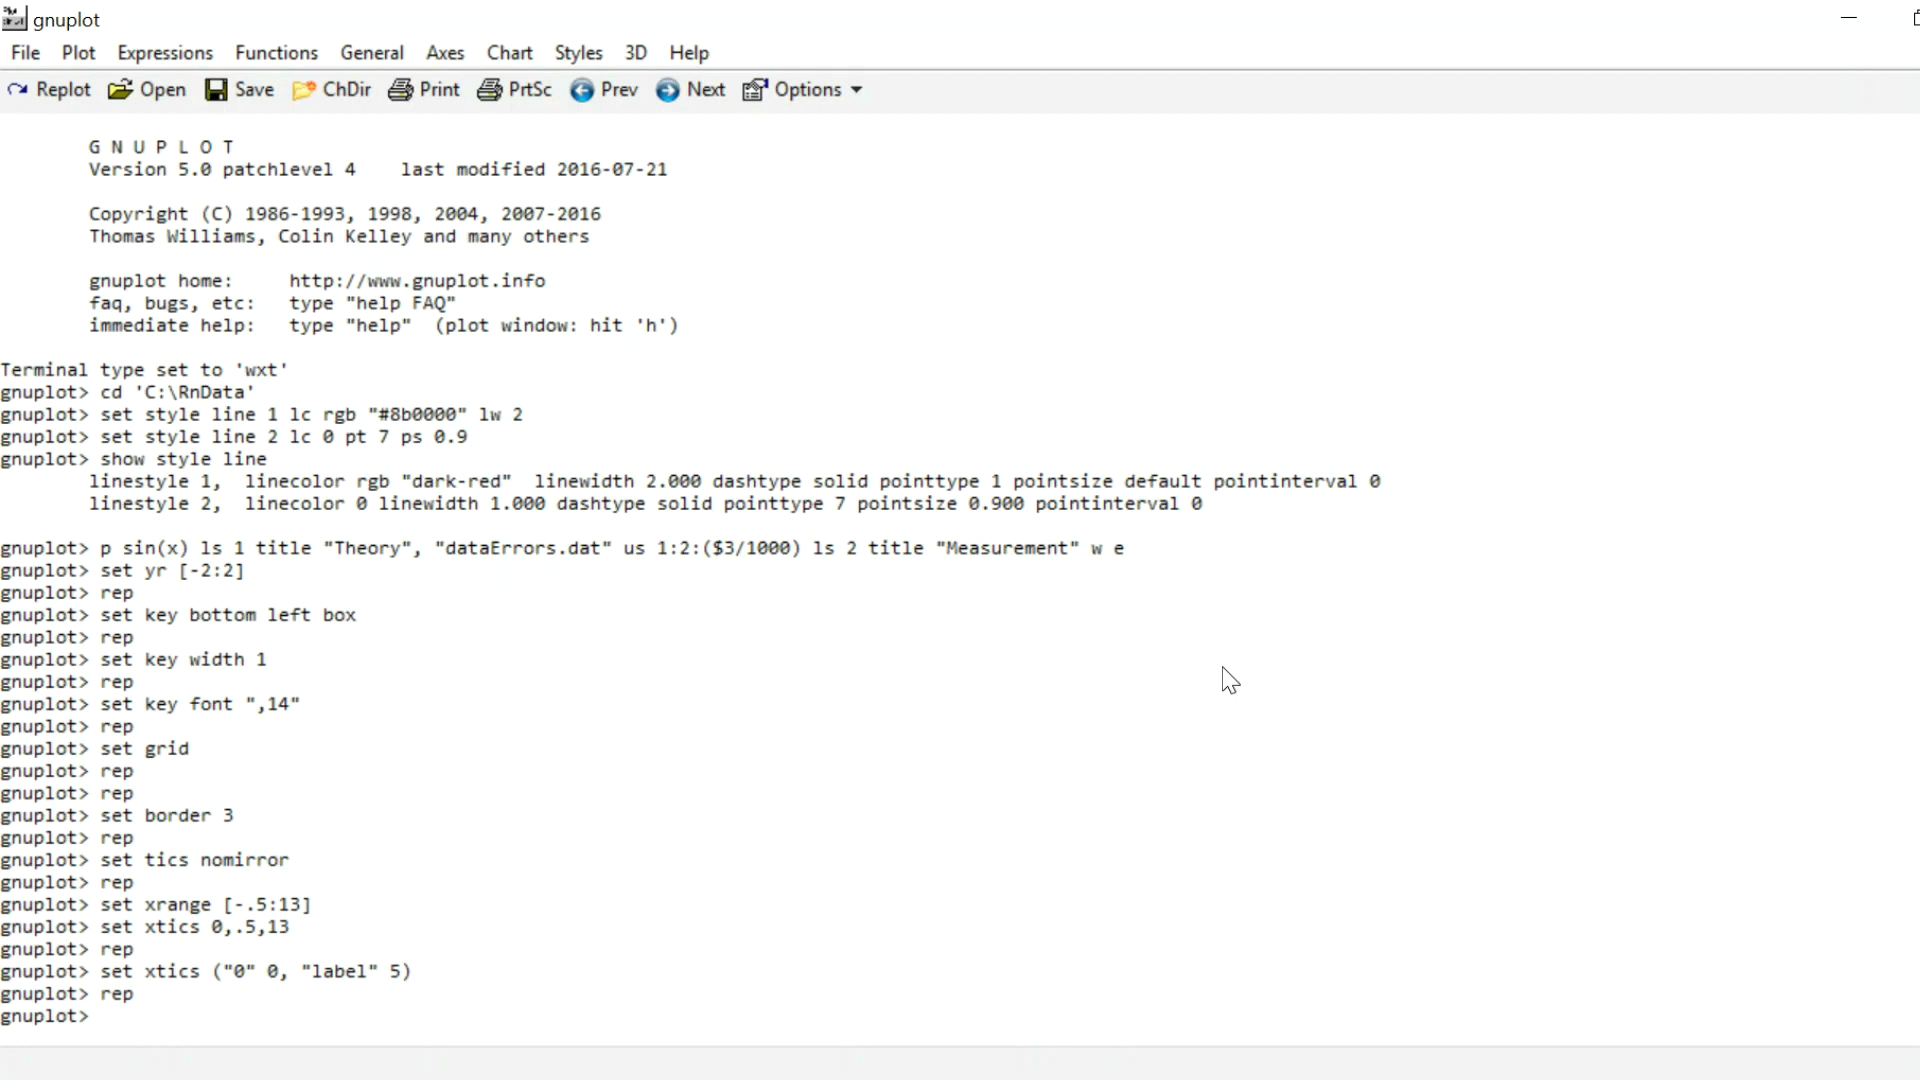 gnuplot
File Plot Expressions Functions General Axes Chart Styles 3D Help
Replot Open Save ChDir Print PrtSc Prev Next Options
G N U P L O T
Version 5.0 patchlevel 4    last modified 2016-07-21
Copyright (C) 1986-1993, 1998, 2004, 2007-2016
Thomas Williams, Colin Kelley and many others
gnuplot home:     http://www.gnuplot.info
faq, bugs, etc:   type "help FAQ"
immediate help:   type "help"  (plot window: hit 'h')
Terminal type set to 'wxt'
gnuplot> cd 'C:\RnData'
gnuplot> set style line 1 lc rgb "#8b0000" lw 2
gnuplot> set style line 2 lc 0 pt 7 ps 0.9
gnuplot> show style line
linestyle 1,  linecolor rgb "dark-red"  linewidth 2.000 dashtype solid pointtype 1 pointsize default pointinterval 0
linestyle 2,  linecolor 0 linewidth 1.000 dashtype solid pointtype 7 pointsize 0.900 pointinterval 0
gnuplot> p sin(x) ls 1 title "Theory", "dataErrors.dat" us 1:2:($3/1000) ls 2 title "Measurement" w e
gnuplot> set yr [-2:2]
gnuplot> rep
gnuplot> set key bottom left box
gnuplot> rep
gnuplot> set key width 1
gnuplot> rep
gnuplot> set key font ",14"
gnuplot> rep
gnuplot> set grid
gnuplot> rep
gnuplot> rep
gnuplot> set border 3
gnuplot> rep
gnuplot> set tics nomirror
gnuplot> rep
gnuplot> set xrange [-.5:13]
gnuplot> set xtics 0,.5,13
gnuplot> rep
gnuplot> set xtics ("0" 0, "label" 5)
gnuplot> rep
gnuplot>